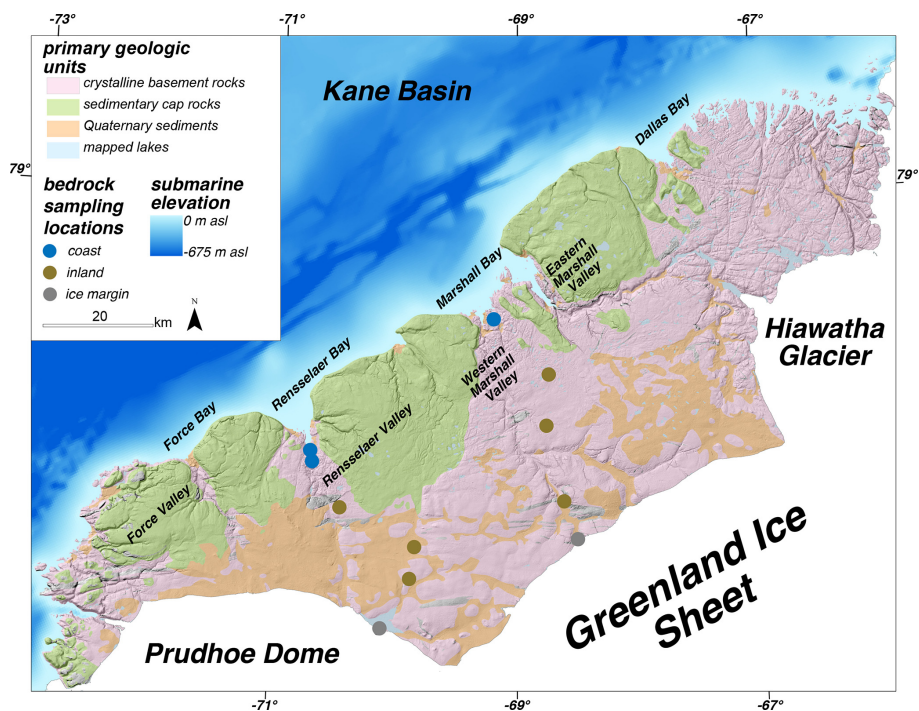 -73°
-71°
-69°
-67°
primary geologic
units
crystalline basement rocks
sedimentary cap rocks
Quaternary sediments
mapped lakes
bedrock
sampling
locations
coast
inland
ice margin
submarine
elevation
0 m asl
-675 m asl
N
20
km
Kane Basin
Dallas Bay
79°
79°
Eastern
Marshall
Valley
Marshall Bay
Hiawatha
Glacier
Western
Marshall
Valley
Rensselaer Bay
Rensselaer Valley
Force Bay
Force Valley
Greenland Ice
Sheet
Prudhoe Dome
-71°
-69°
-67°